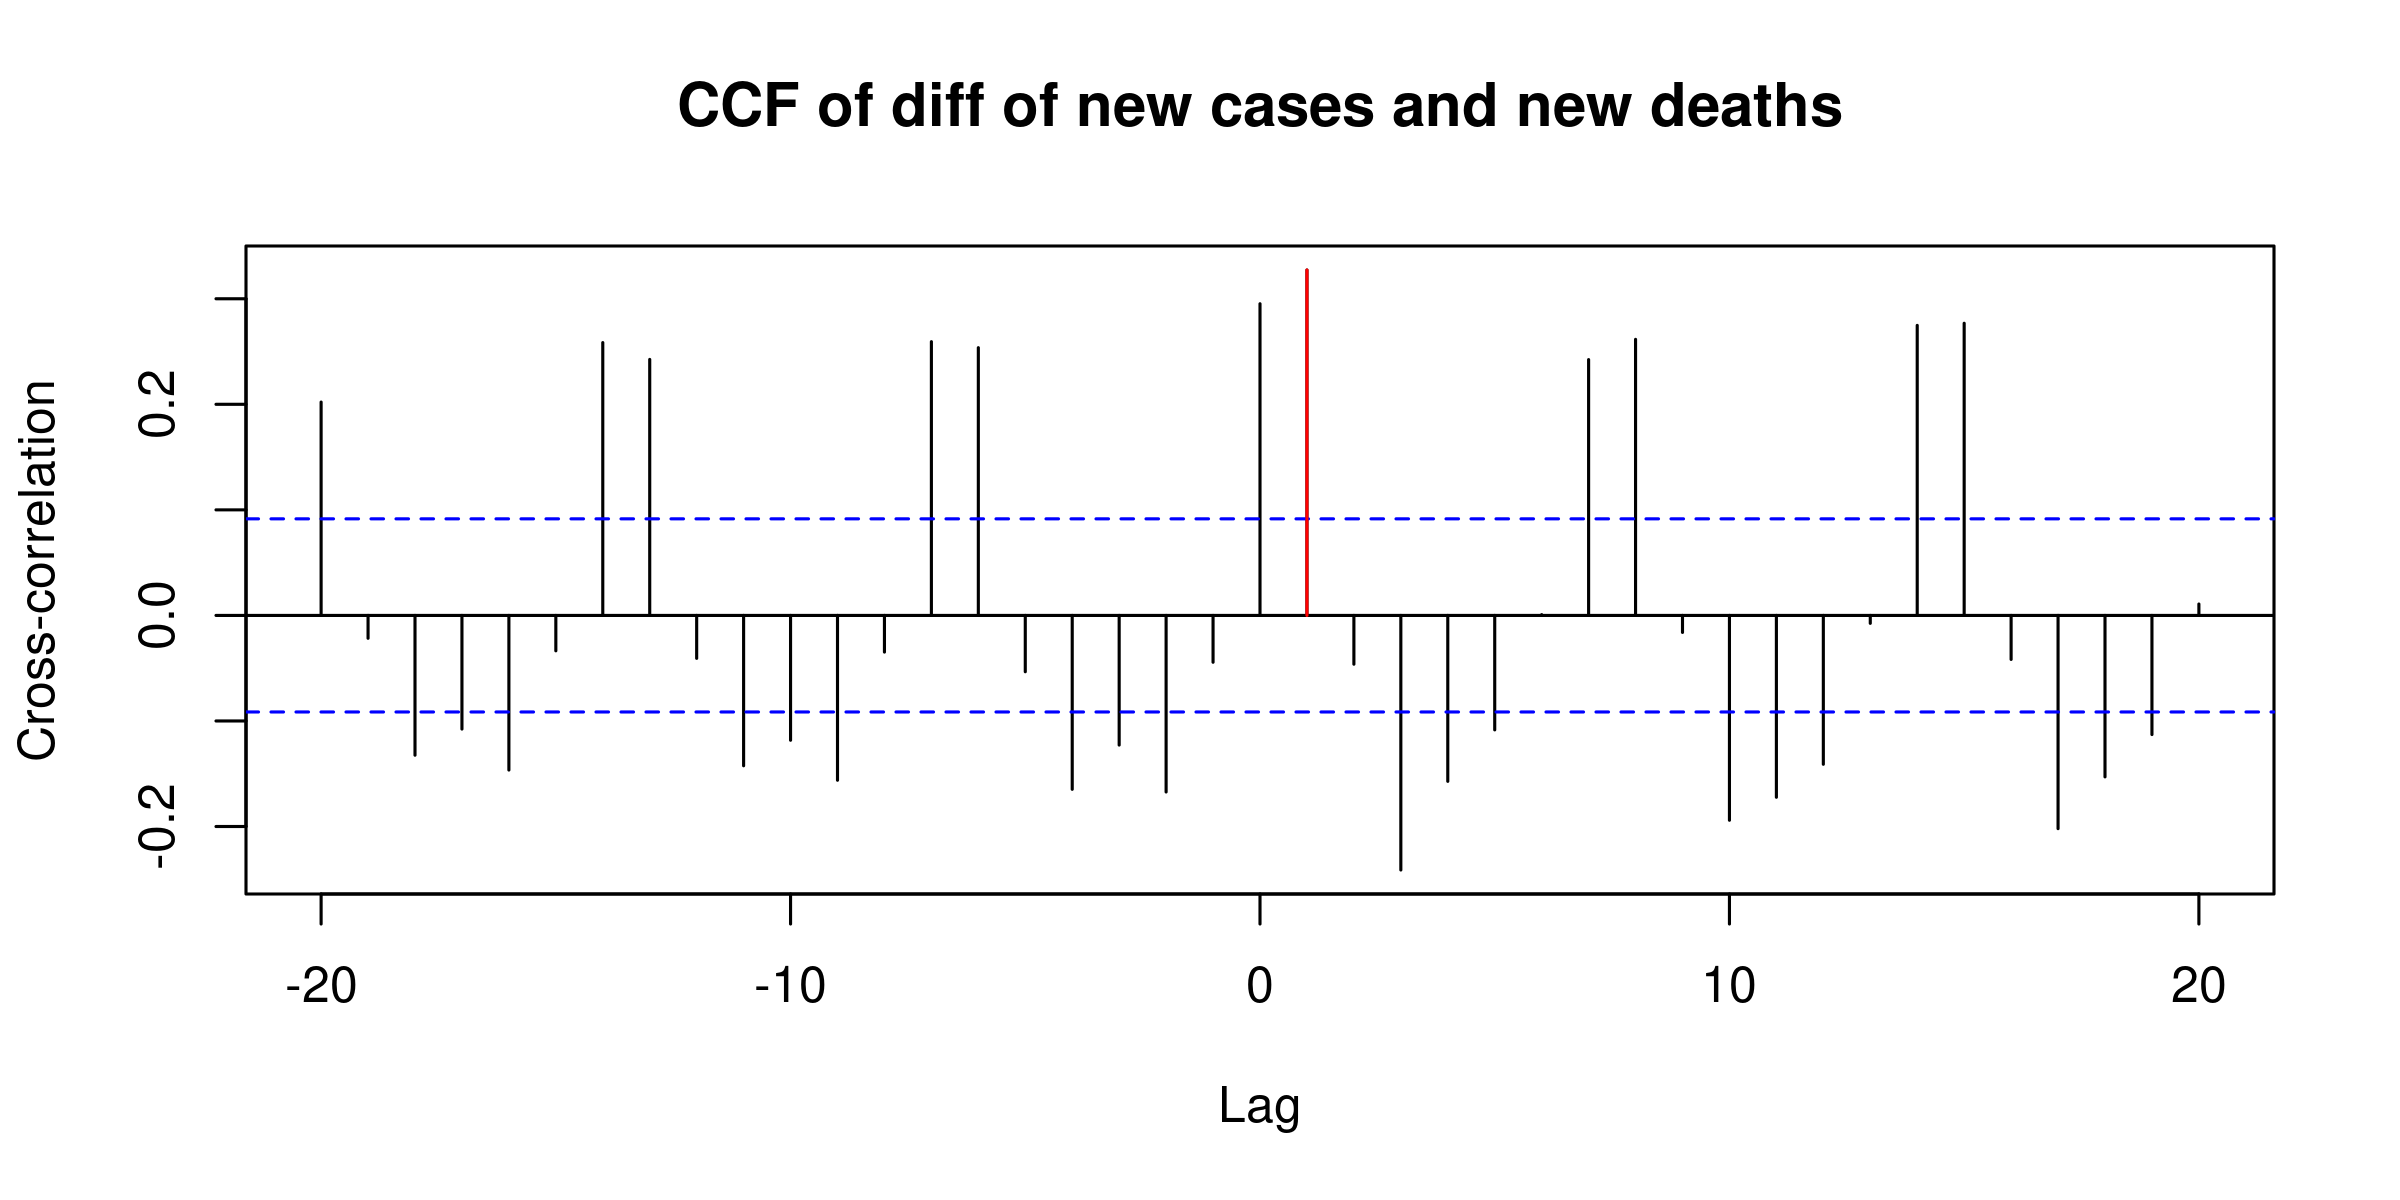 CCF of diff of new cases and new deaths
Cross-correlation
0.2
0.0
-0.2
-20 -10 0 10 20
Lag